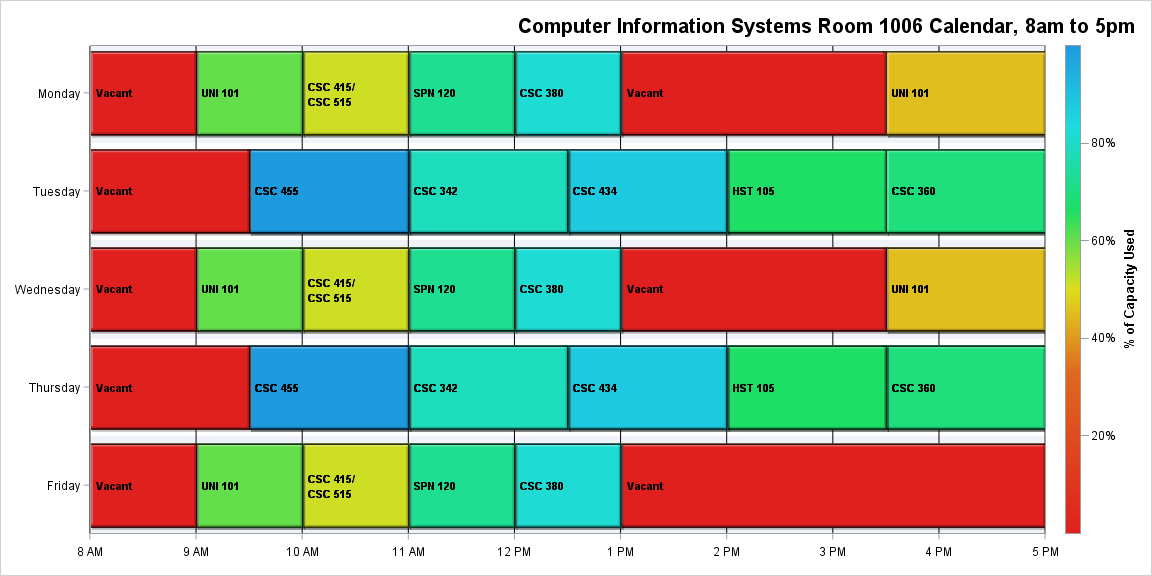 Computer Information Systems Room 1006 Calendar, 8am to 5pm
Monday
Vacant
UNI 101
CSC 415/
CSC 515
SPN 120
CSC 380
Vacant
UNI 101
Tuesday
Vacant
CSC 455
CSC 342
CSC 434
HST 105
CSC 360
Wednesday
Vacant
UNI 101
CSC 415/
CSC 515
SPN 120
CSC 380
Vacant
UNI 101
Thursday
Vacant
CSC 455
CSC 342
CSC 434
HST 105
CSC 360
Friday
Vacant
UNI 101
CSC 415/
CSC 515
SPN 120
CSC 380
Vacant
8 AM
9 AM
10 AM
11 AM
12 PM
1 PM
2 PM
3 PM
4 PM
5 PM
80%
60%
40%
20%
% of Capacity Used